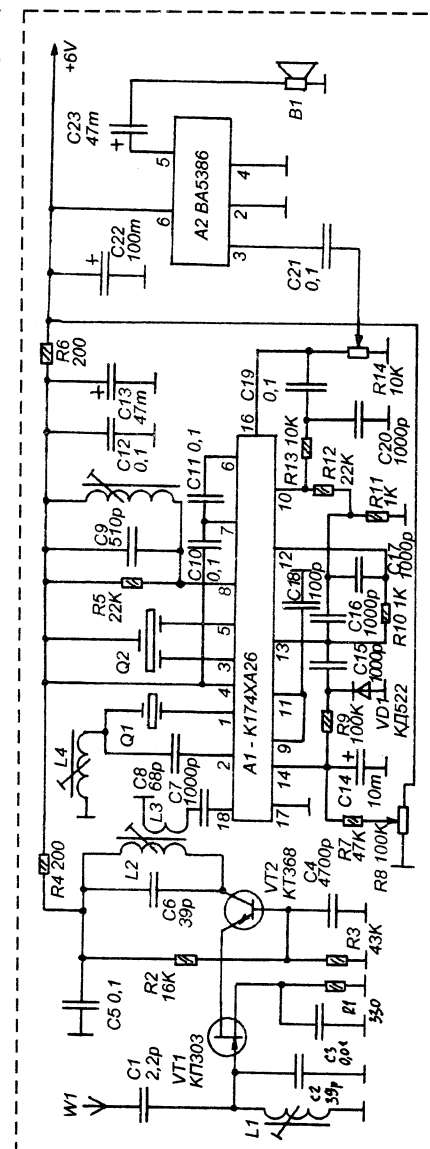 W1
C1
2,2p
VT1
КП303
L1
C2
39p
C3
0,01
R1
330
C5 0,1
R2
16K
R3
43K
C4
4700p
VT2
КТ368
C6
39p
L2
L3
R4 200
C8
68p
C7
1000p
L4
Q1
Q2
R5
22K
C9
510p
C10
0,1
C11 0,1
C12
0,1
C13
47m
+
R6
200
+6V
C22
100m
+
C23
47m
+
A2 BA5386
5
6
4
2
3
B1
C21
0,1
A1 - K174XA26
18
2
1
4
3
5
8
7
6
16
17
14
9
11
13
12
10
C19
0,1
R13 10K
R14
10K
C20
1000p
R12
22K
R11
1K
C17
1000p
R10 1K
C16
1000p
C15
1000p
C18
100p
VD1
КД522
R9
100K
C14
10m
+
R7
47K
R8 100K